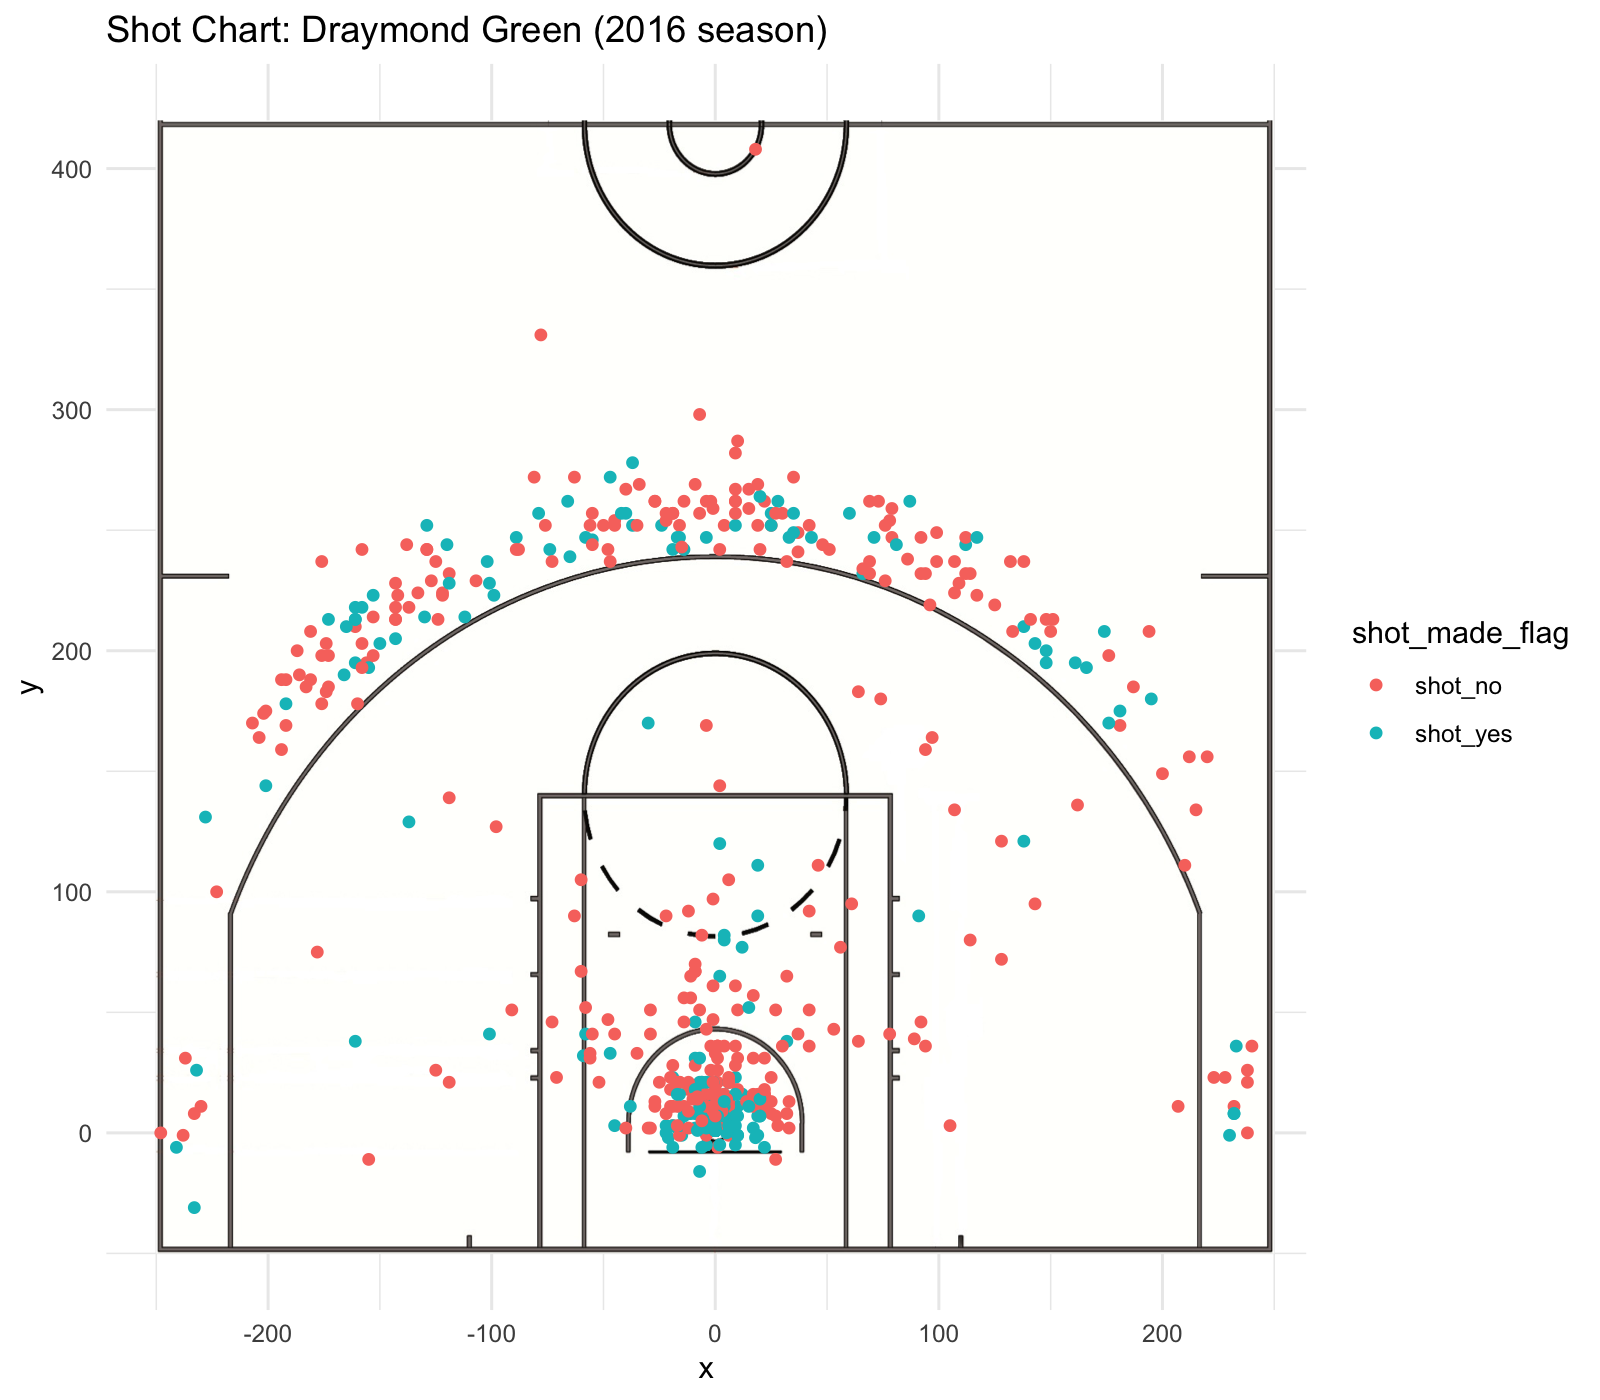 Shot Chart: Draymond Green (2016 season)
400
300
200
100
0
y
-200 -100 0 100 200
x
shot_made_flag
shot_no
shot_yes